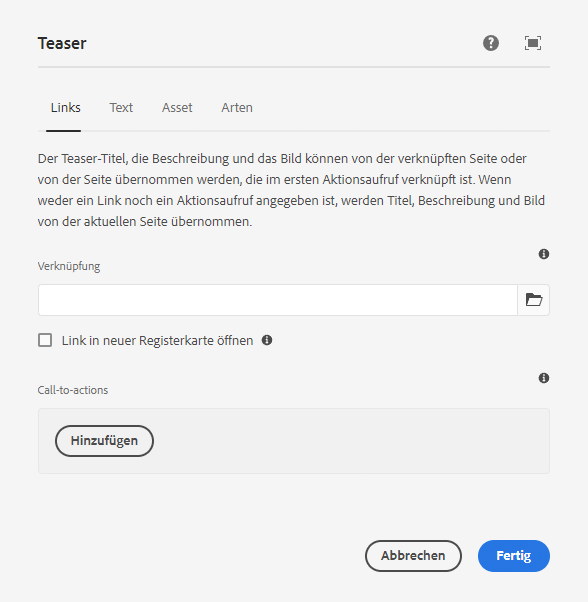 Teaser
Links
Text
Asset
Arten
Der Teaser-Titel, die Beschreibung und das Bild können von der verknüpften Seite oder
von der Seite übernommen werden, die im ersten Aktionsaufruf verknüpft ist. Wenn
weder ein Link noch ein Aktionsaufruf angegeben ist, werden Titel, Beschreibung und Bild
von der aktuellen Seite übernommen.
Verknüpfung
Link in neuer Registerkarte öffnen
Call-to-actions
Hinzufügen
Abbrechen
Fertig